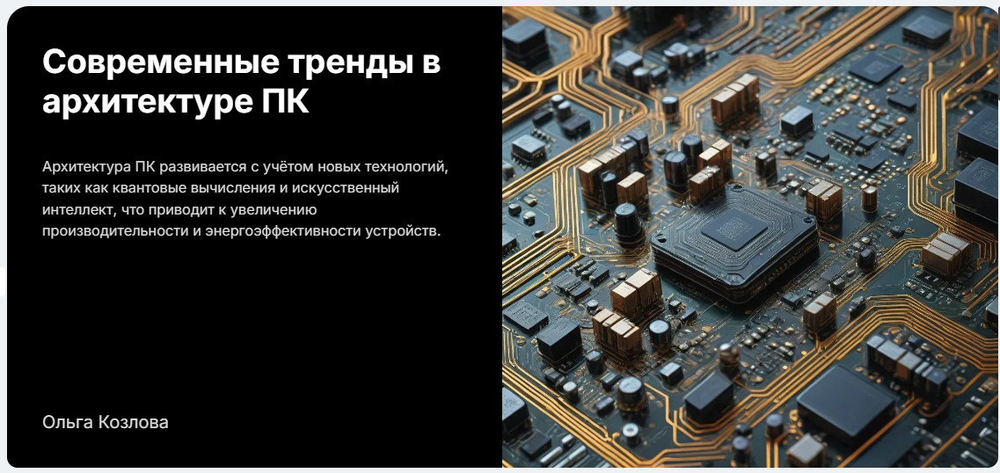 Современные тренды в
архитектуре ПК
Архитектура ПК развивается с учётом новых технологий,
таких как квантовые вычисления и искусственный
интеллект, что приводит к увеличению
производительности и энергоэффективности устройств.
Ольга Козлова